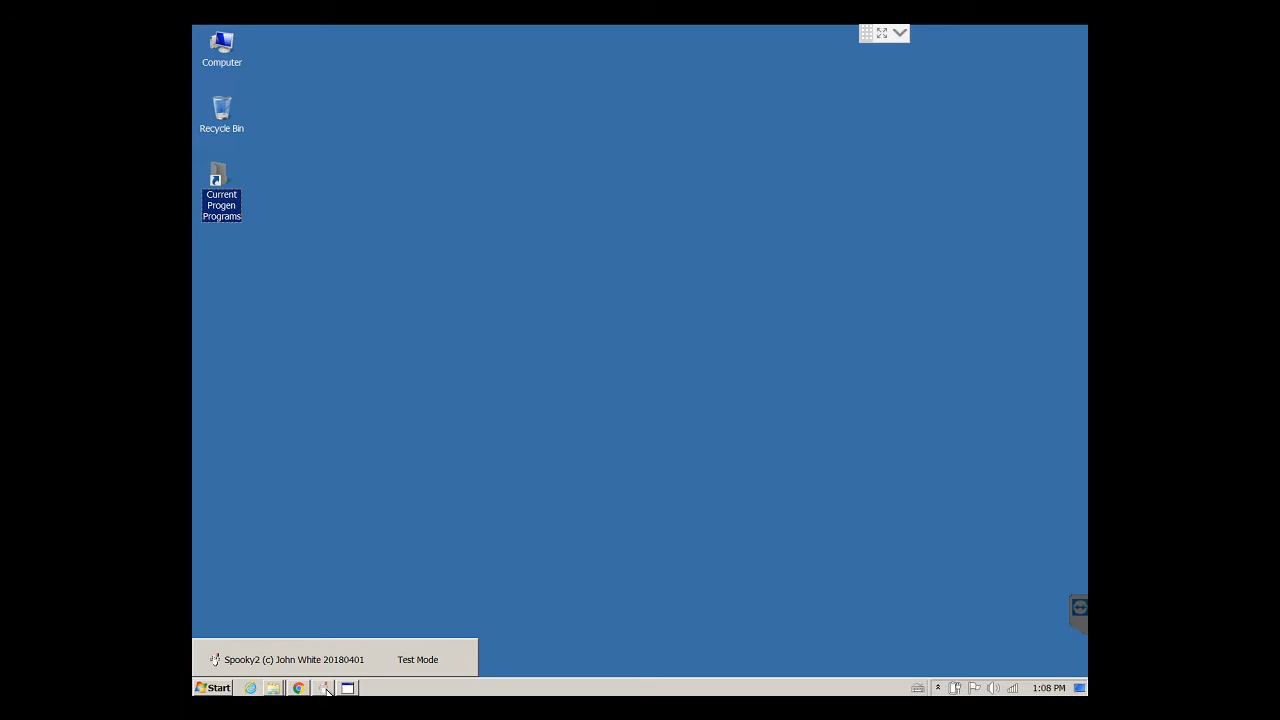 Computer
Recycle Bin
Current
Progen
Programs
Spooky2 (c) John White 20180401 Test Mode
Start
1:08 PM